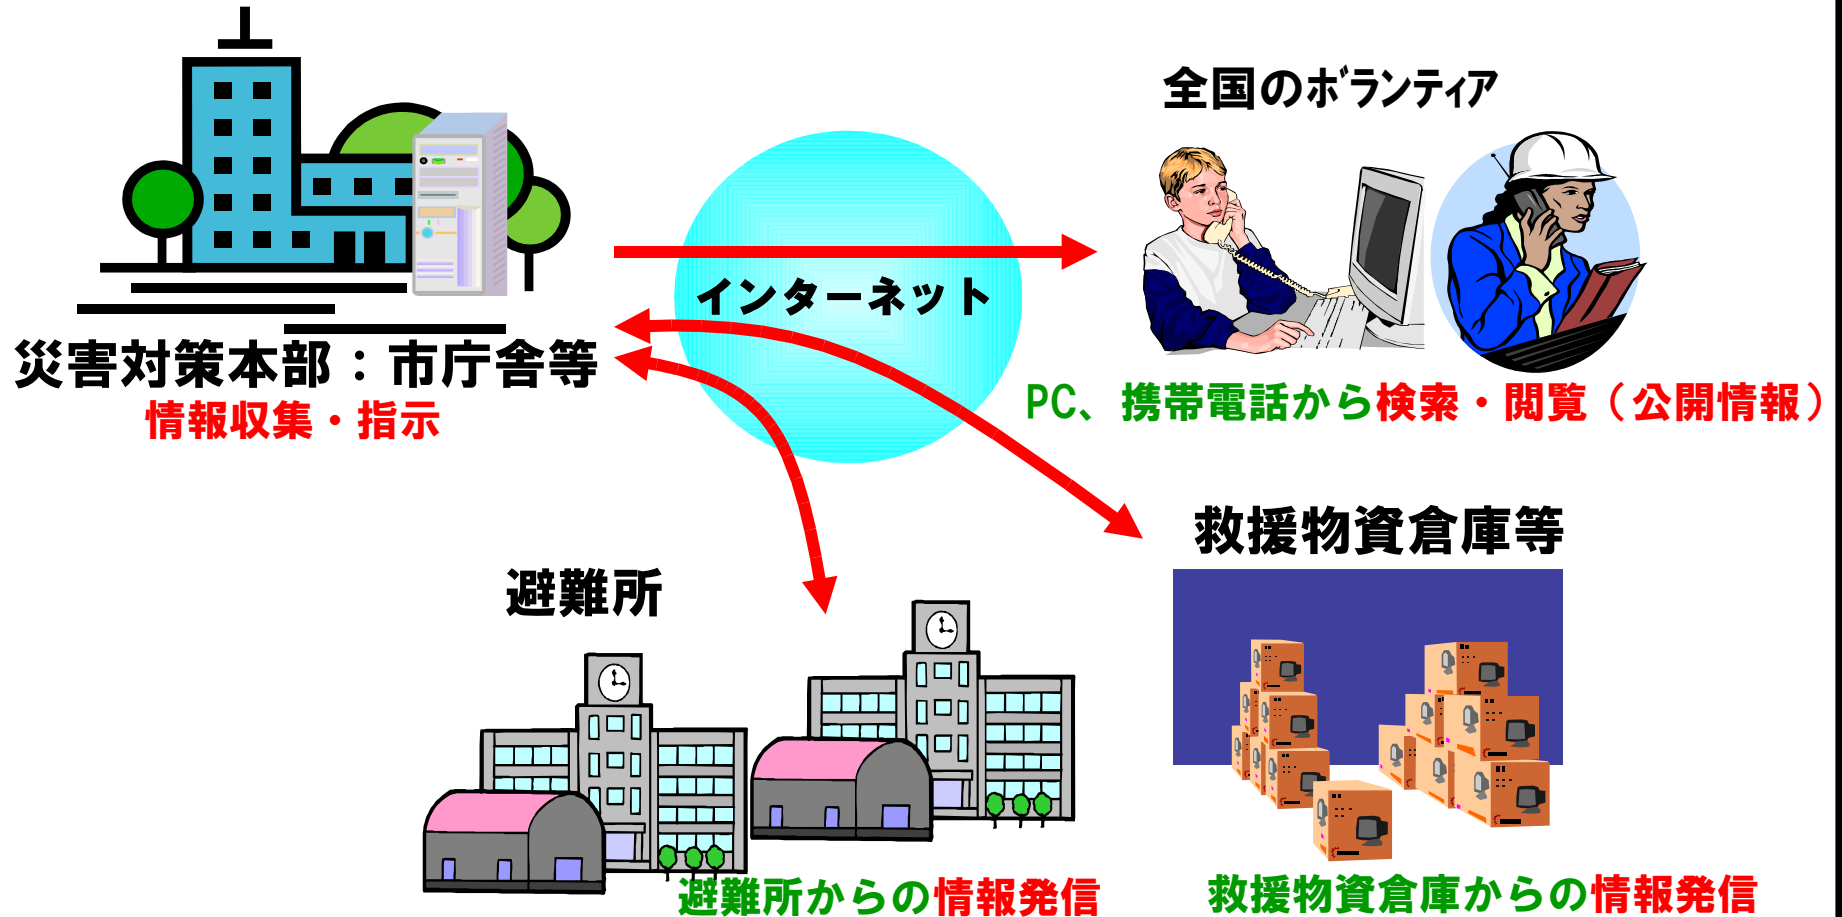 全国のボランティア
インターネット
災害対策本部：市庁舎等
情報収集・指示
PC、携帯電話から検索・閲覧（公開情報）
救援物資倉庫等
避難所
避難所からの情報発信
救援物資倉庫からの情報発信